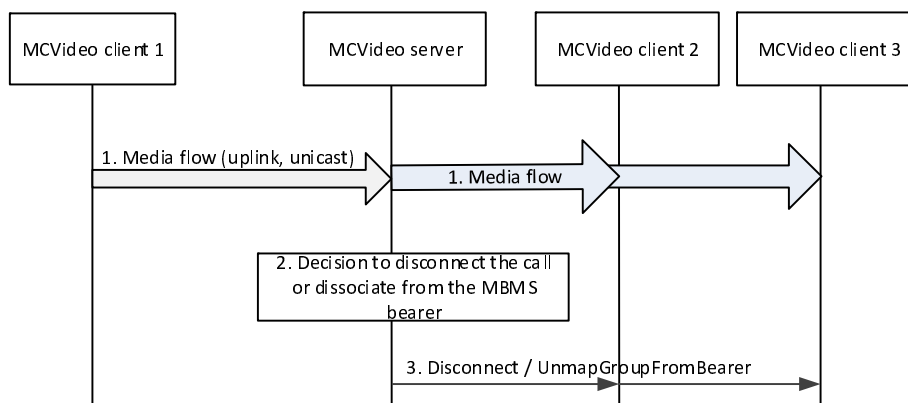 MCVideo client 1
MCVideo server
MCVideo client 2
MCVideo client 3
1. Media flow (uplink, unicast)
1. Media flow
2. Decision to disconnect the call
or dissociate from the MBMS
bearer
3. Disconnect / UnmapGroupFromBearer